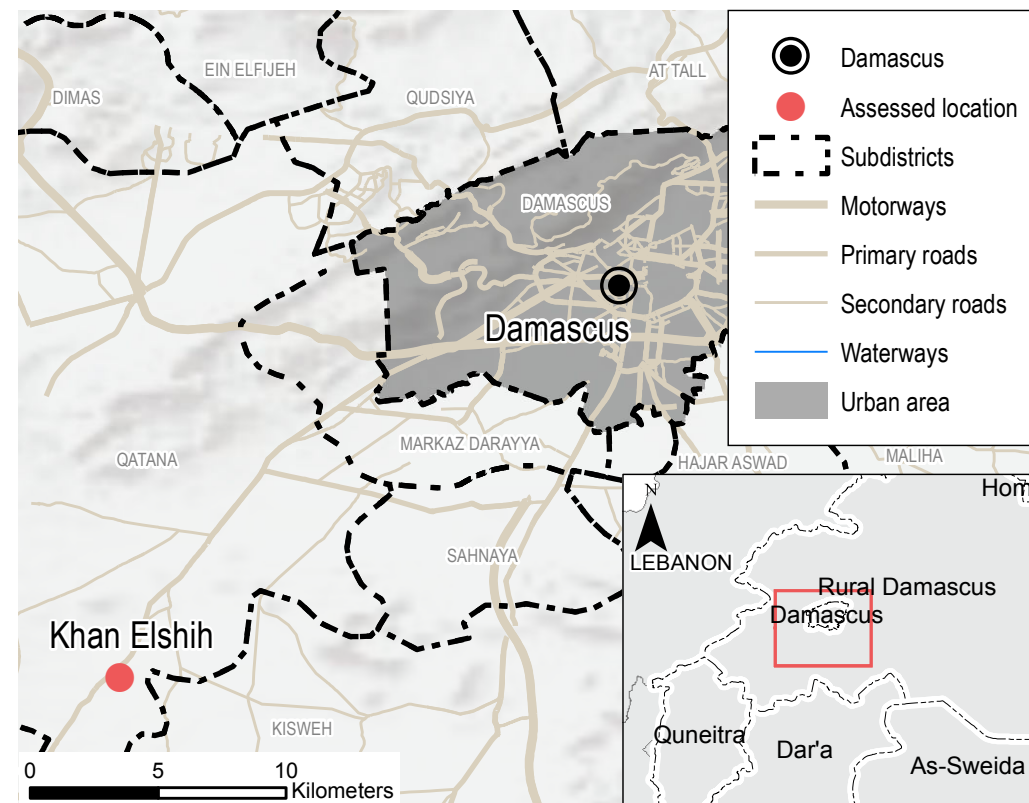 EIN ELFIJEH
AT TALL
DIMAS
QUDSIYA
DAMASCUS
Damascus
MARKAZ DARAYYA
QATANA
HAJAR ASWAD
MALIHA
SAHNAYA
Khan Elshih
KISWEH
0 5 10
Kilometers
Damascus
Assessed location
Subdistricts
Motorways
Primary roads
Secondary roads
Waterways
Urban area
N
Hom
LEBANON
Rural Damascus
Damascus
Quneitra
Dar'a
As-Sweida